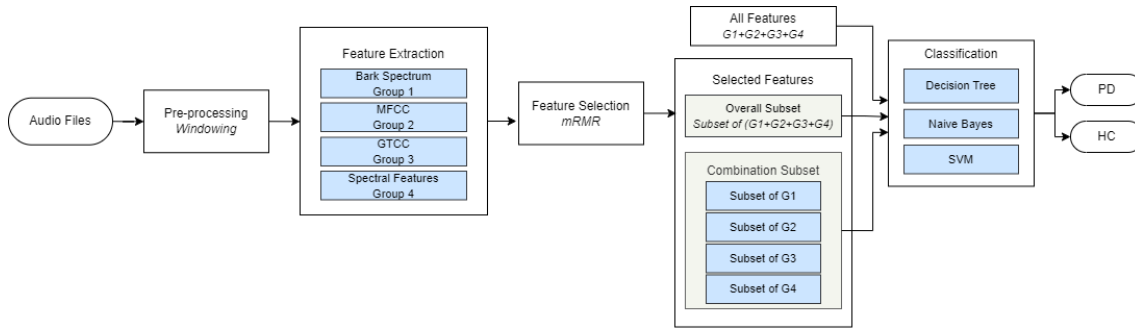 Audio Files
Pre-processing
Windowing
Feature Extraction
Bark Spectrum
Group 1
MFCC
Group 2
GTCC
Group 3
Spectral Features
Group 4
Feature Selection
mRMR
All Features
G1+G2+G3+G4
Selected Features
Overall Subset
Subset of (G1+G2+G3+G4)
Combination Subset
Subset of G1
Subset of G2
Subset of G3
Subset of G4
Classification
Decision Tree
Naive Bayes
SVM
PD
HC